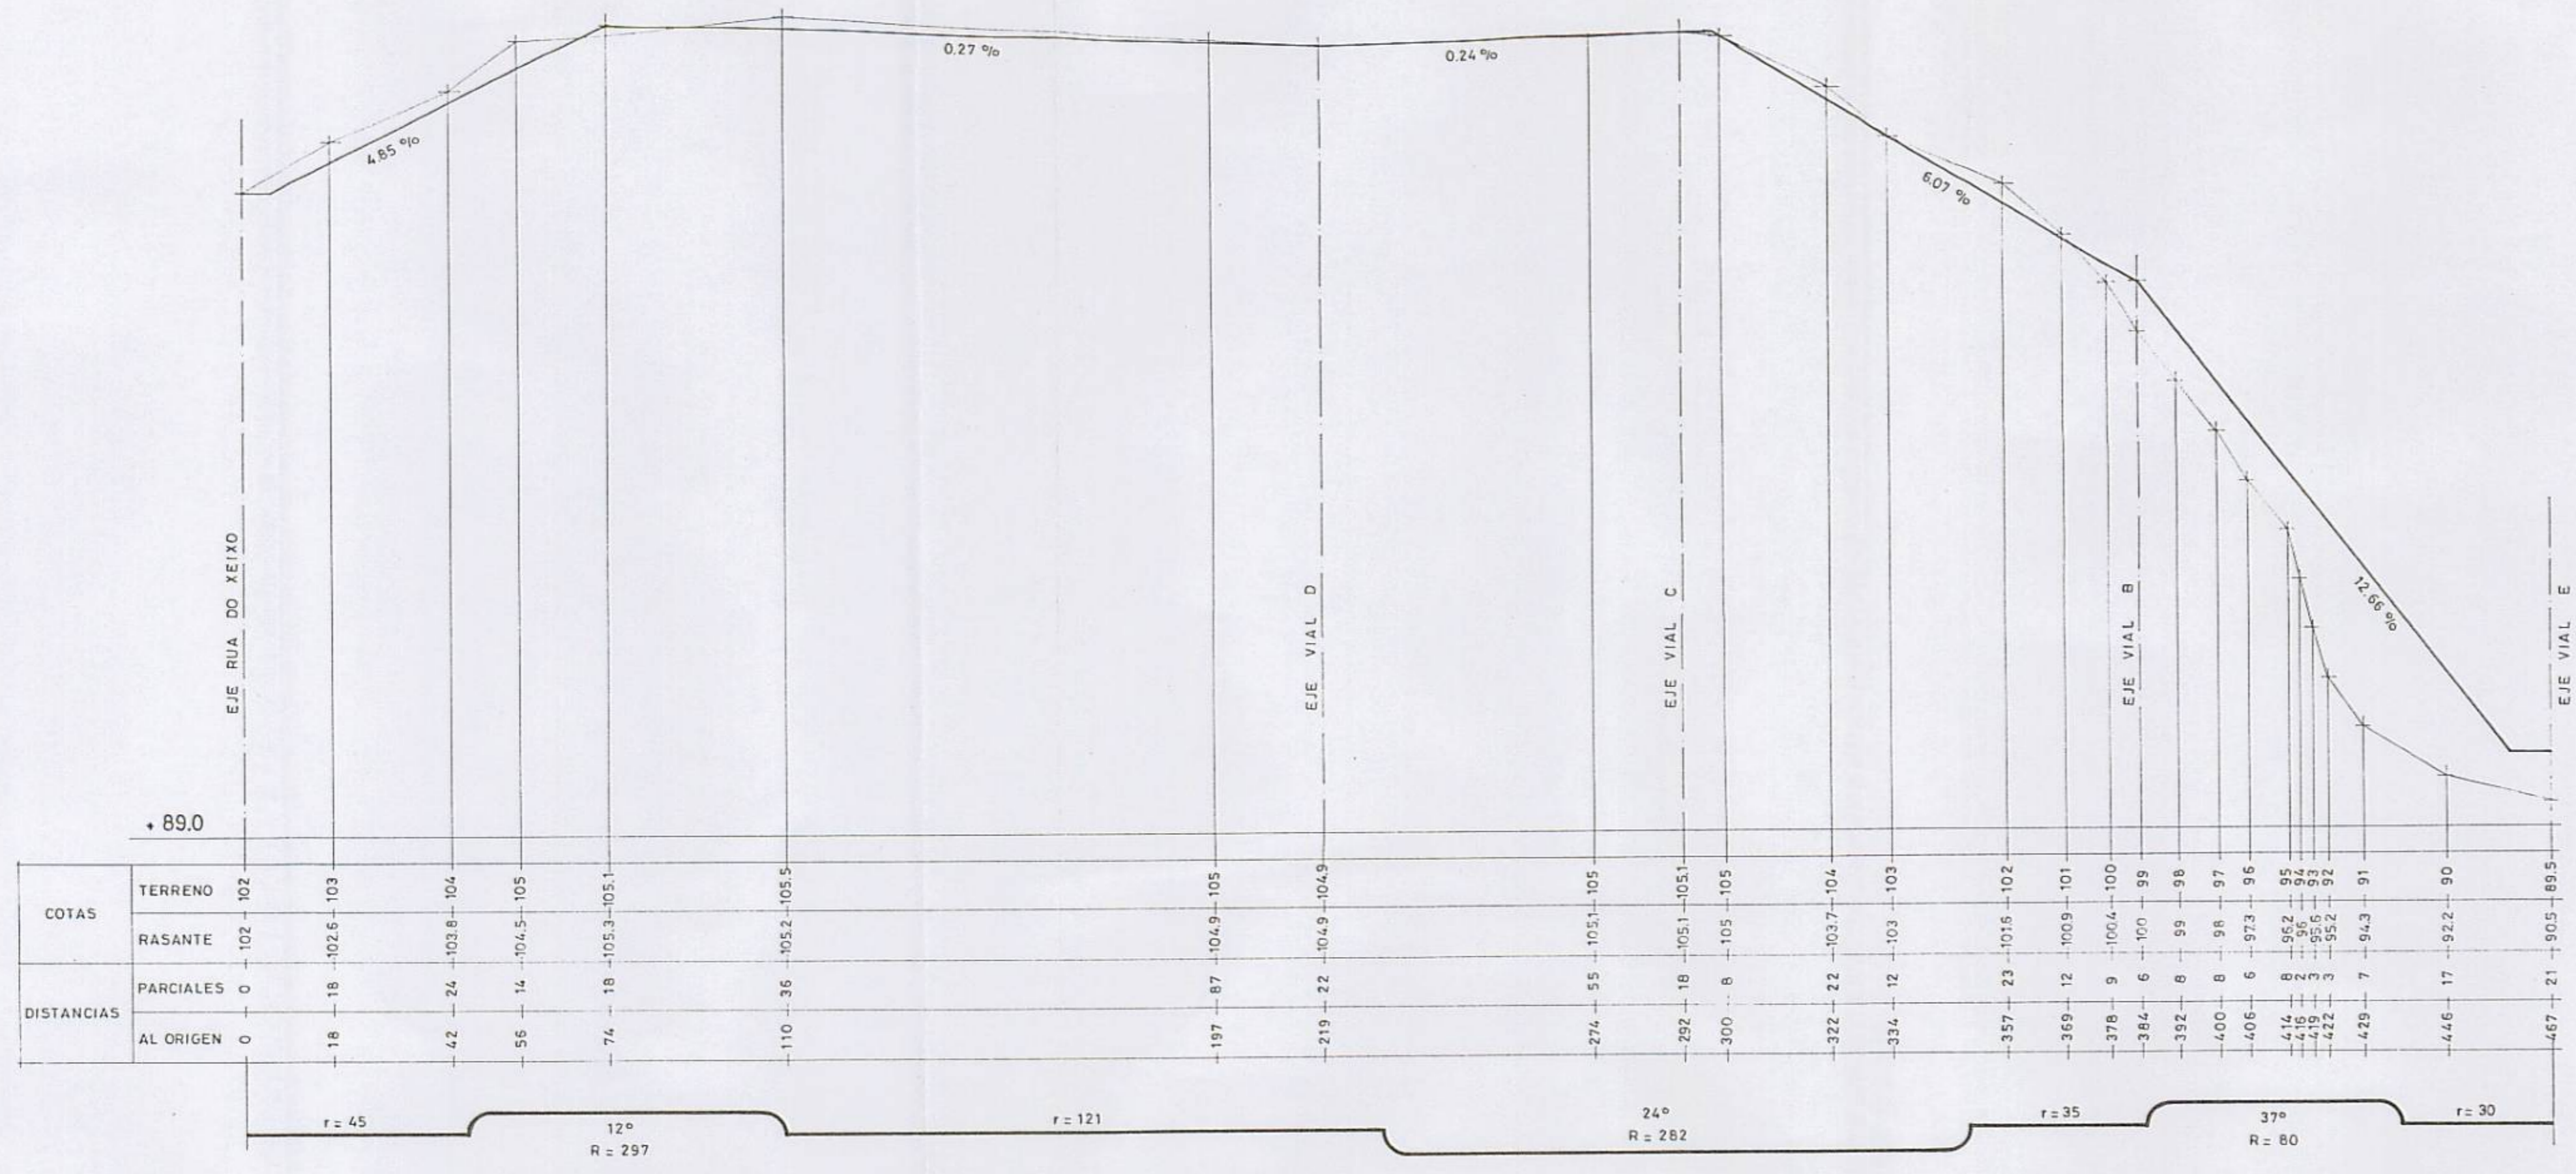 4.85 %
0.27 %
0.24 %
6.07 %
12.66 %
EJE RUA DO XEIXO
EJE VIAL D
EJE VIAL C
EJE VIAL B
EJE VIAL E
+ 89.0
COTAS
TERRENO 102 103 104 105 105.1 105.5 105 104.9 105 105.1 105 104 103 102 101 100 99 98 97 96 95 94 93 92 91 90 89.5
RASANTE 102 102.6 103.8 104.5 105.3 105.2 104.9 104.9 105.1 105.1 105 103.7 103 101.6 100.9 100.4 100 99 98 97.3 96.2 96 95.6 95.2 94.3 92.2 90.5
DISTANCIAS
PARCIALES 0 18 24 14 18 36 87 22 55 18 8 22 12 23 12 9 6 8 8 6 8 2 3 3 7 17 21
AL ORIGEN 0 18 42 56 74 110 197 219 274 292 300 322 334 357 369 378 384 392 400 406 414 416 419 422 429 446 467
r = 45
12º
R = 297
r = 121
24º
R = 282
r = 35
37º
R = 80
r = 30